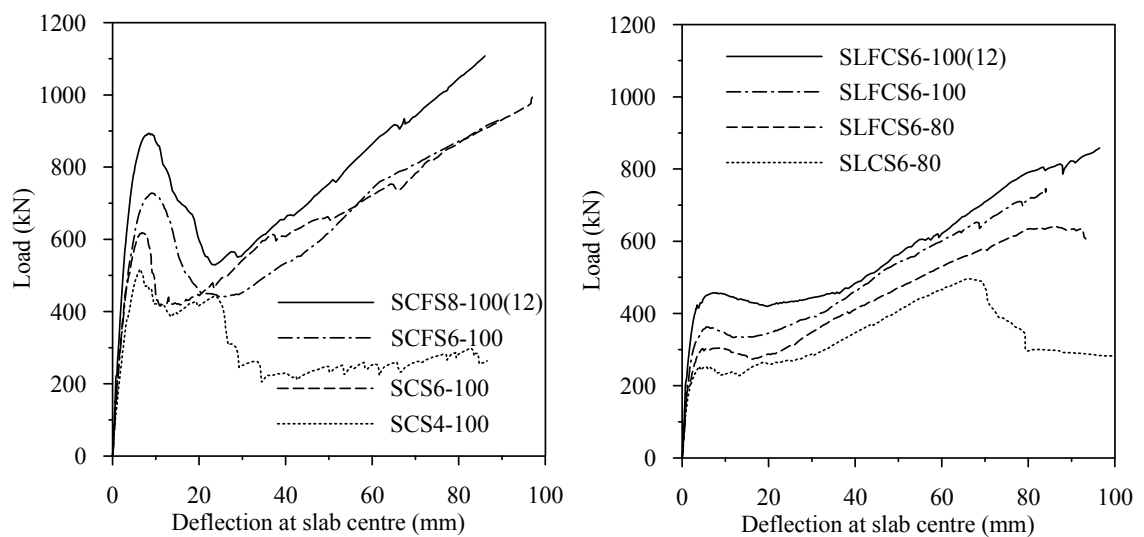 1200
1000
800
600
400
200
0
Load (kN)
SCFS8-100(12)
SCFS6-100
SCS6-100
SCS4-100
0 20 40 60 80 100
Deflection at slab centre (mm)
1200
1000
800
600
400
200
0
Load (kN)
SLFCS6-100(12)
SLFCS6-100
SLFCS6-80
SLCS6-80
0 20 40 60 80 100
Deflection at slab centre (mm)